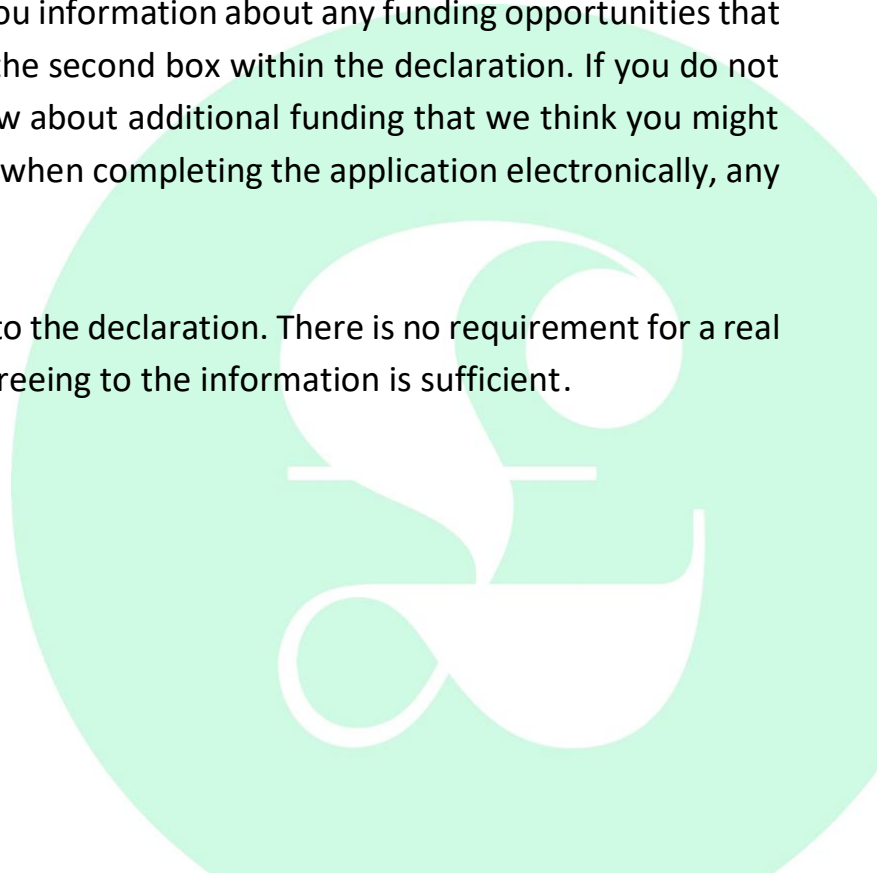 ou information about any funding opportunities that
the second box within the declaration. If you do not
w about additional funding that we think you might
when completing the application electronically, any
to the declaration. There is no requirement for a real
reeing to the information is sufficient.
£